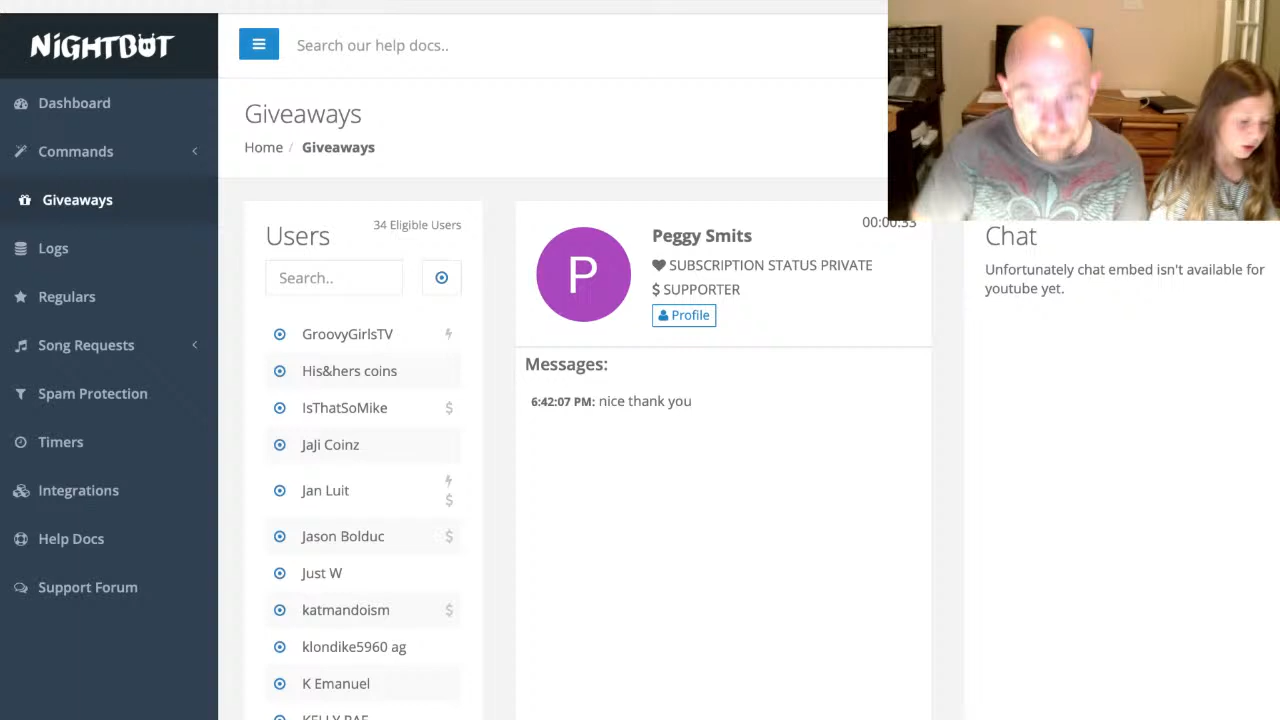 NiGHTBOT
Search our help docs..
Dashboard
Commands
Giveaways
Logs
Regulars
Song Requests
Spam Protection
Timers
Integrations
Help Docs
Support Forum
Giveaways
Home / Giveaways
Users
34 Eligible Users
Search..
GroovyGirlsTV
His&hers coins
IsThatSoMike $
JaJi Coinz
Jan Luit $
Jason Bolduc $
Just W
katmandoism $
klondike5960 ag
K Emanuel
00:00:33
Peggy Smits
P
SUBSCRIPTION STATUS PRIVATE
$ SUPPORTER
Profile
Messages:
6:42:07 PM: nice thank you
Chat
Unfortunately chat embed isn't available for
youtube yet.